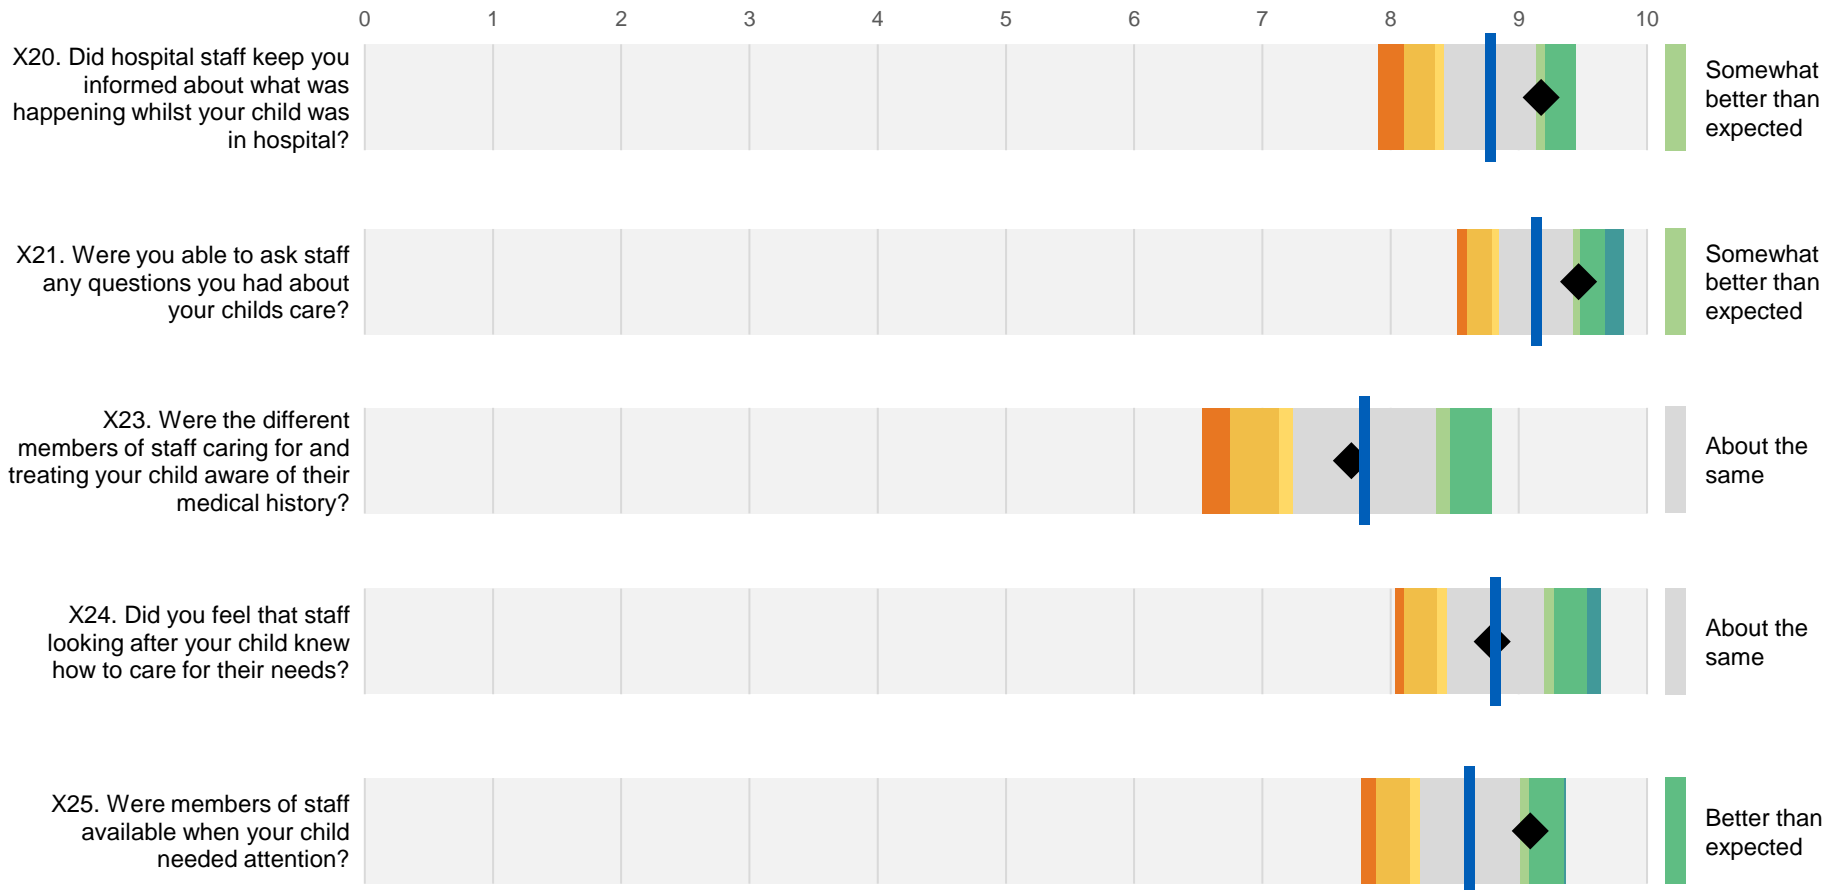 0 1 2 3 4 5 6 7 8 9 10
X20. Did hospital staff keep you
informed about what was
happening whilst your child was
in hospital?
Somewhat
better than
expected
X21. Were you able to ask staff
any questions you had about
your childs care?
Somewhat
better than
expected
X23. Were the different
members of staff caring for and
treating your child aware of their
medical history?
About the
same
X24. Did you feel that staff
looking after your child knew
how to care for their needs?
About the
same
X25. Were members of staff
available when your child
needed attention?
Better than
expected